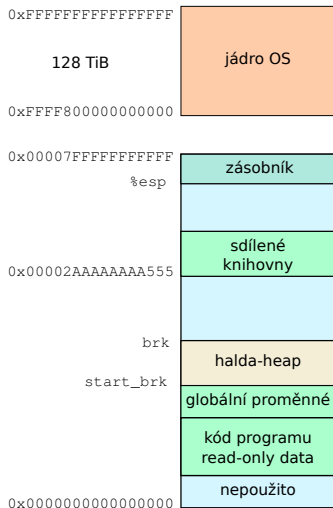 0xFFFFFFFFFFFFFFFF
jádro OS
128 TiB
0xFFFF800000000000
0x00007FFFFFFFFFFF
zásobník
%esp
sdílené
knihovny
0x00002AAAAAAAA555
brk
halda-heap
start_brk
globální proměnné
kód programu
read-only data
nepoužito
0x0000000000000000